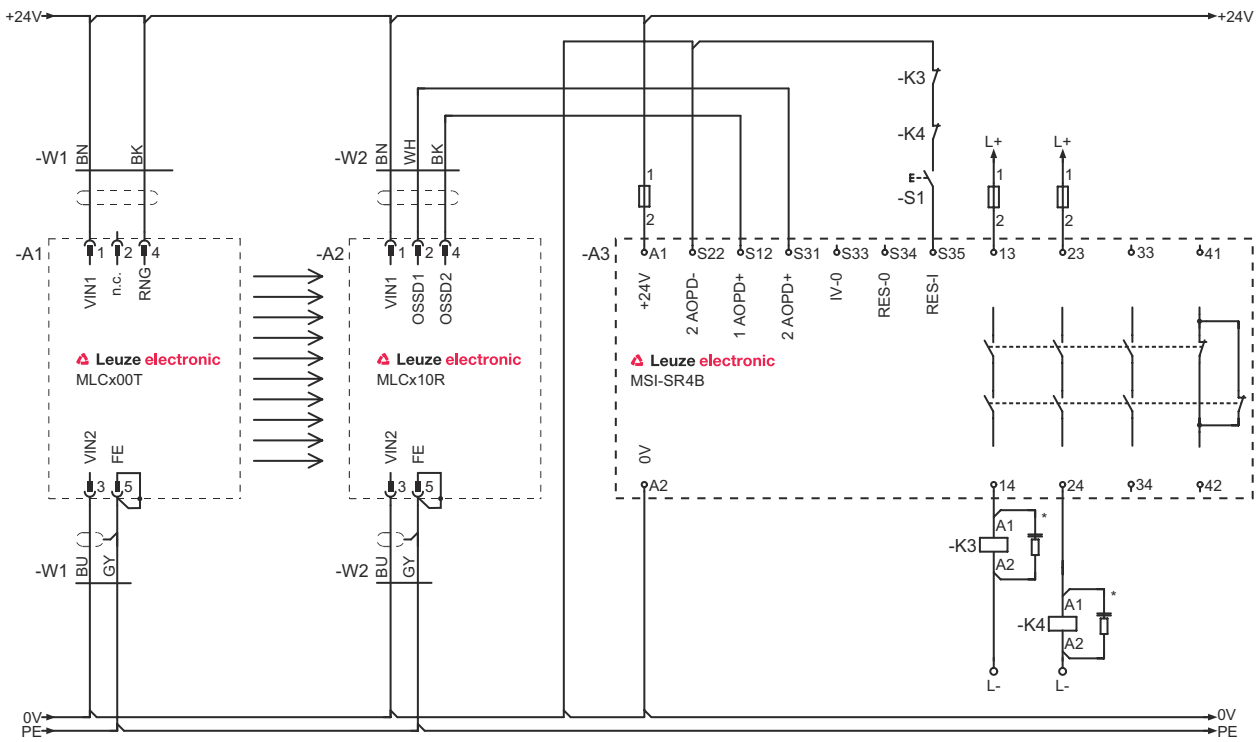 +24V
+24V
-K3
-K4
L+
L+
-W1
BN
BK
-W2
BN
WH
BK
1
2
-S1
1
2
1
2
-A1
1
2
4
-A2
1
2
4
-A3
A1
S22
S12
S31
S33
S34
S35
13
23
33
41
VIN1
n.c.
RNG
VIN1
OSSD1
OSSD2
+24V
2 AOPD-
1 AOPD+
2 AOPD+
IV-0
RES-0
RES-I
Leuze electronic
MLCx00T
Leuze electronic
MLCx10R
Leuze electronic
MSI-SR4B
VIN2
FE
VIN2
FE
0V
3
5
3
5
A2
14
24
34
42
-W1
BU
GY
-W2
BU
GY
-K3
A1
A2
*
-K4
A1
A2
*
L-
L-
0V
0V
PE
PE